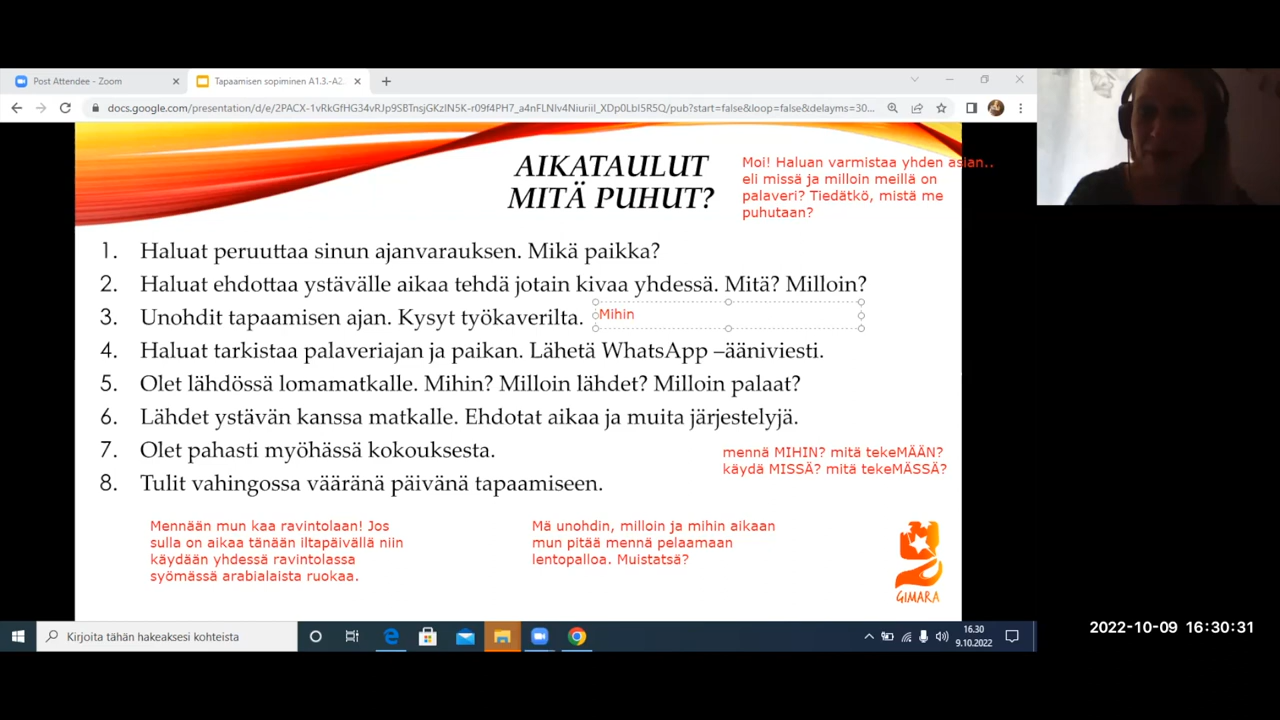 Post Attendee - Zoom
Tapaamisen sopiminen A1.3.-A2.
docs.google.com/presentation/d/e/2PACX-1vRkGfHG34vRJp9SBTnsjGKzIN5K-r09f4PH7_a4nFLNlv4Niuriil_XDp0LbI5R5Q/pub?start=false&loop=false&delayms=30...
AIKATAULUT
MITÄ PUHUT?
Moi! Haluan varmistaa yhden asian..
eli missä ja milloin meillä on
palaveri? Tiedätkö, mistä me
puhutaan?
1. Haluat peruuttaa sinun ajanvarauksen. Mikä paikka?
2. Haluat ehdottaa ystävälle aikaa tehdä jotain kivaa yhdessä. Mitä? Milloin?
3. Unohdit tapaamisen ajan. Kysyt työkaverilta. Mihin
4. Haluat tarkistaa palaveriajan ja paikan. Lähetä WhatsApp –ääniviesti.
5. Olet lähdössä lomamatkalle. Mihin? Milloin lähdet? Milloin palaat?
6. Lähdet ystävän kanssa matkalle. Ehdotat aikaa ja muita järjestelyjä.
7. Olet pahasti myöhässä kokouksesta.
mennä MIHIN? mitä tekeMÄÄN?
käydä MISSÄ? mitä tekeMÄSSÄ?
8. Tulit vahingossa vääränä päivänä tapaamiseen.
Mennään mun kaa ravintolaan! Jos
sulla on aikaa tänään iltapäivällä niin
käydään yhdessä ravintolassa
syömässä arabialaista ruokaa.
Mä unohdin, milloin ja mihin aikaan
mun pitää mennä pelaamaan
lentopalloa. Muistatsä?
GIMARA
Kirjoita tähän hakeaksesi kohteista
16.30
9.10.2022
2022-10-09 16:30:31